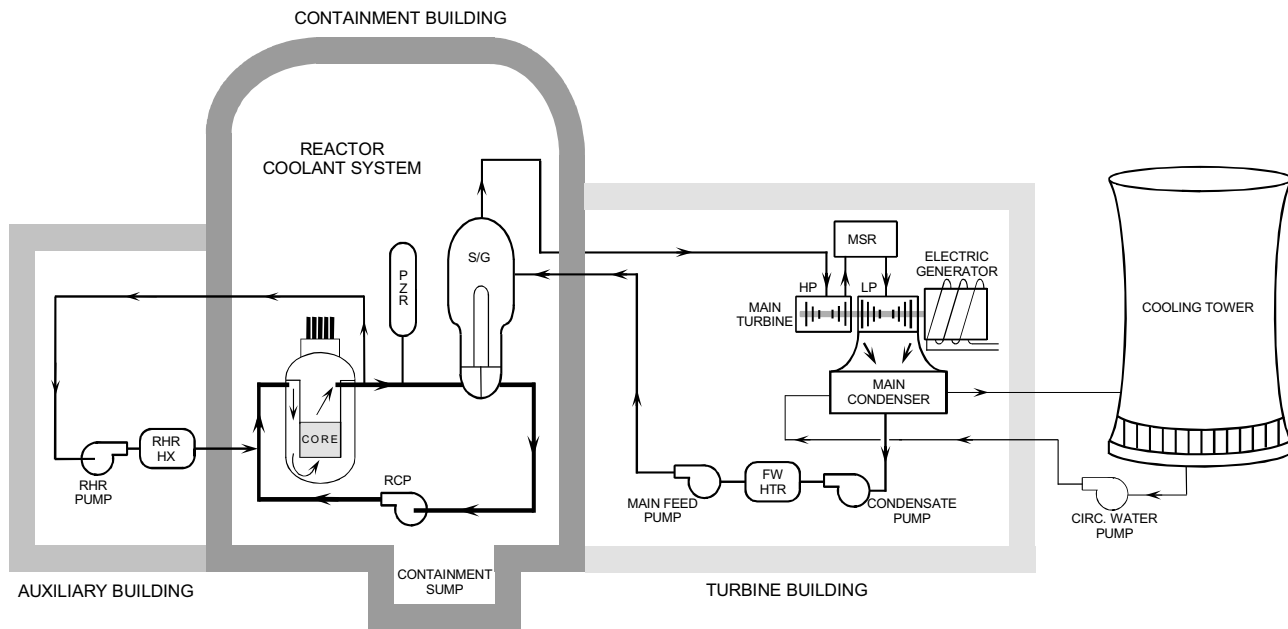 CONTAINMENT BUILDING
REACTOR
COOLANT SYSTEM
S/G
P
Z
R
MSR
ELECTRIC
GENERATOR
HP
LP
MAIN
TURBINE
COOLING TOWER
MAIN
CONDENSER
CORE
RHR
HX
RHR
PUMP
RCP
FW
HTR
MAIN FEED
PUMP
CONDENSATE
PUMP
CIRC. WATER
PUMP
CONTAINMENT
SUMP
AUXILIARY BUILDING
TURBINE BUILDING